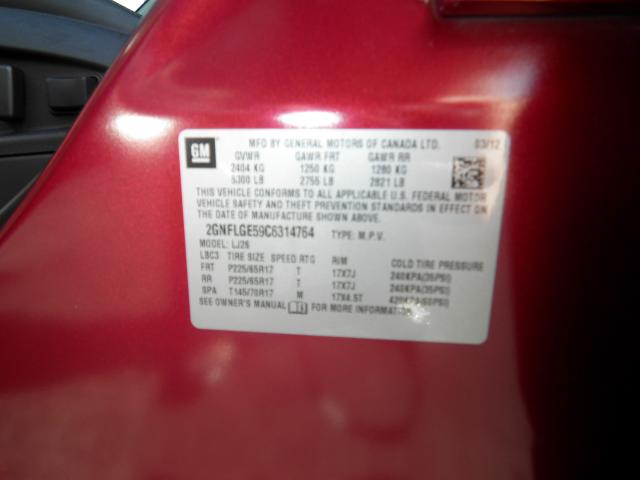 GM
MFD BY GENERAL MOTORS OF CANADA LTD. 03/12
GVWR GAWR FRT GAWR RR
2404 KG 1250 KG 1280 KG
5300 LB 2755 LB 2821 LB
THIS VEHICLE CONFORMS TO ALL APPLICABLE U.S. FEDERAL MOTOR
VEHICLE SAFETY AND THEFT PREVENTION STANDARDS IN EFFECT ON
THE DATE OF MANUFACTURE SHOWN ABOVE.
2GNFLGE59C6314764 TYPE: M.P.V.
MODEL: LJ26
LBC3 TIRE SIZE SPEED RTG RIM COLD TIRE PRESSURE
FRT P225/65R17 T 17X7J 240KPA(35PSI)
RR P225/65R17 T 17X7J 240KPA(35PSI)
SPA T145/70R17 M 17X4.5T 420KPA(60PSI)
SEE OWNER'S MANUAL FOR MORE INFORMATION.